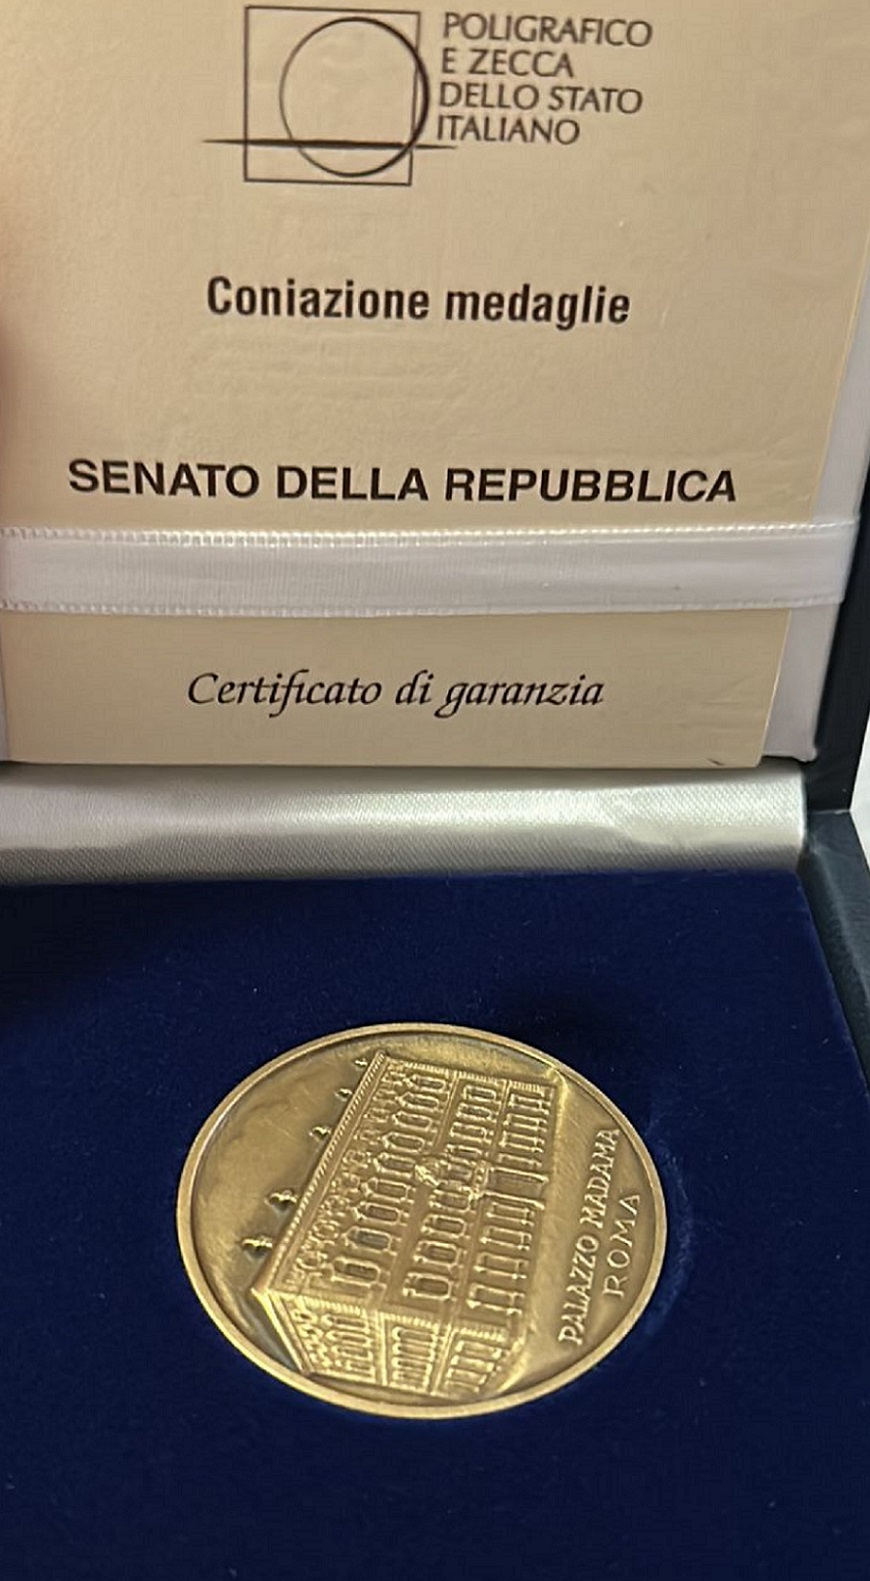 POLIGRAFICO
E ZECCA
DELLO STATO
ITALIANO
Coniazione medaglie
SENATO DELLA REPUBBLICA
Certificato di garanzia
PALAZZO MADAMA
ROMA